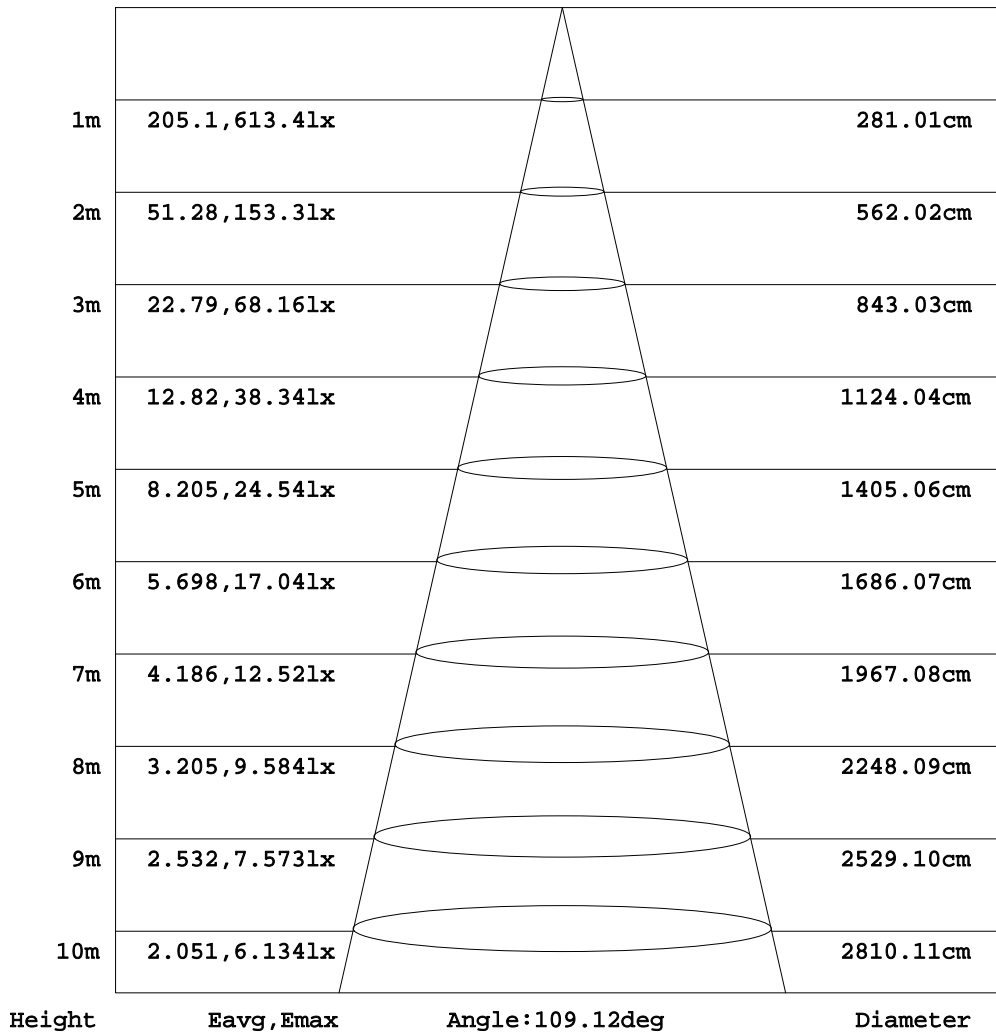 1m 205.1,613.4lx 281.01cm
2m 51.28,153.3lx 562.02cm
3m 22.79,68.16lx 843.03cm
4m 12.82,38.34lx 1124.04cm
5m 8.205,24.54lx 1405.06cm
6m 5.698,17.04lx 1686.07cm
7m 4.186,12.52lx 1967.08cm
8m 3.205,9.584lx 2248.09cm
9m 2.532,7.573lx 2529.10cm
10m 2.051,6.134lx 2810.11cm
Height Eavg,Emax Angle:109.12deg Diameter